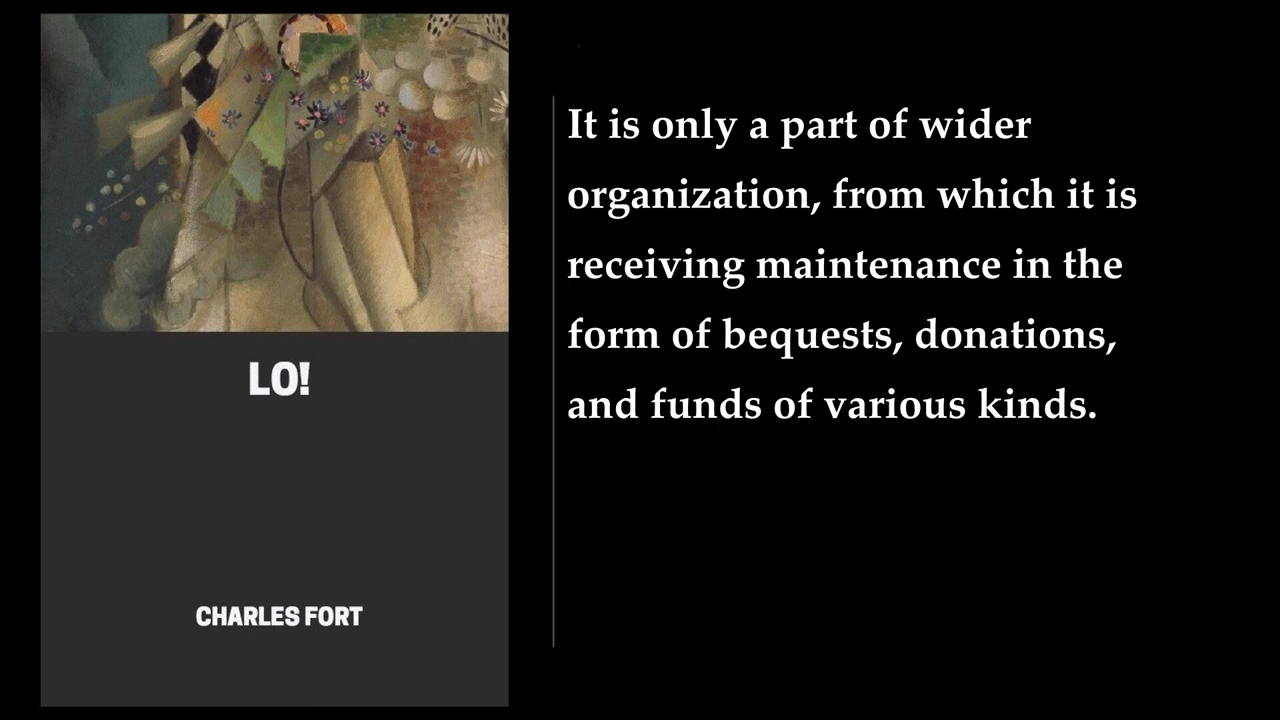 LO!
CHARLES FORT
It is only a part of wider
organization, from which it is
receiving maintenance in the
form of bequests, donations,
and funds of various kinds.